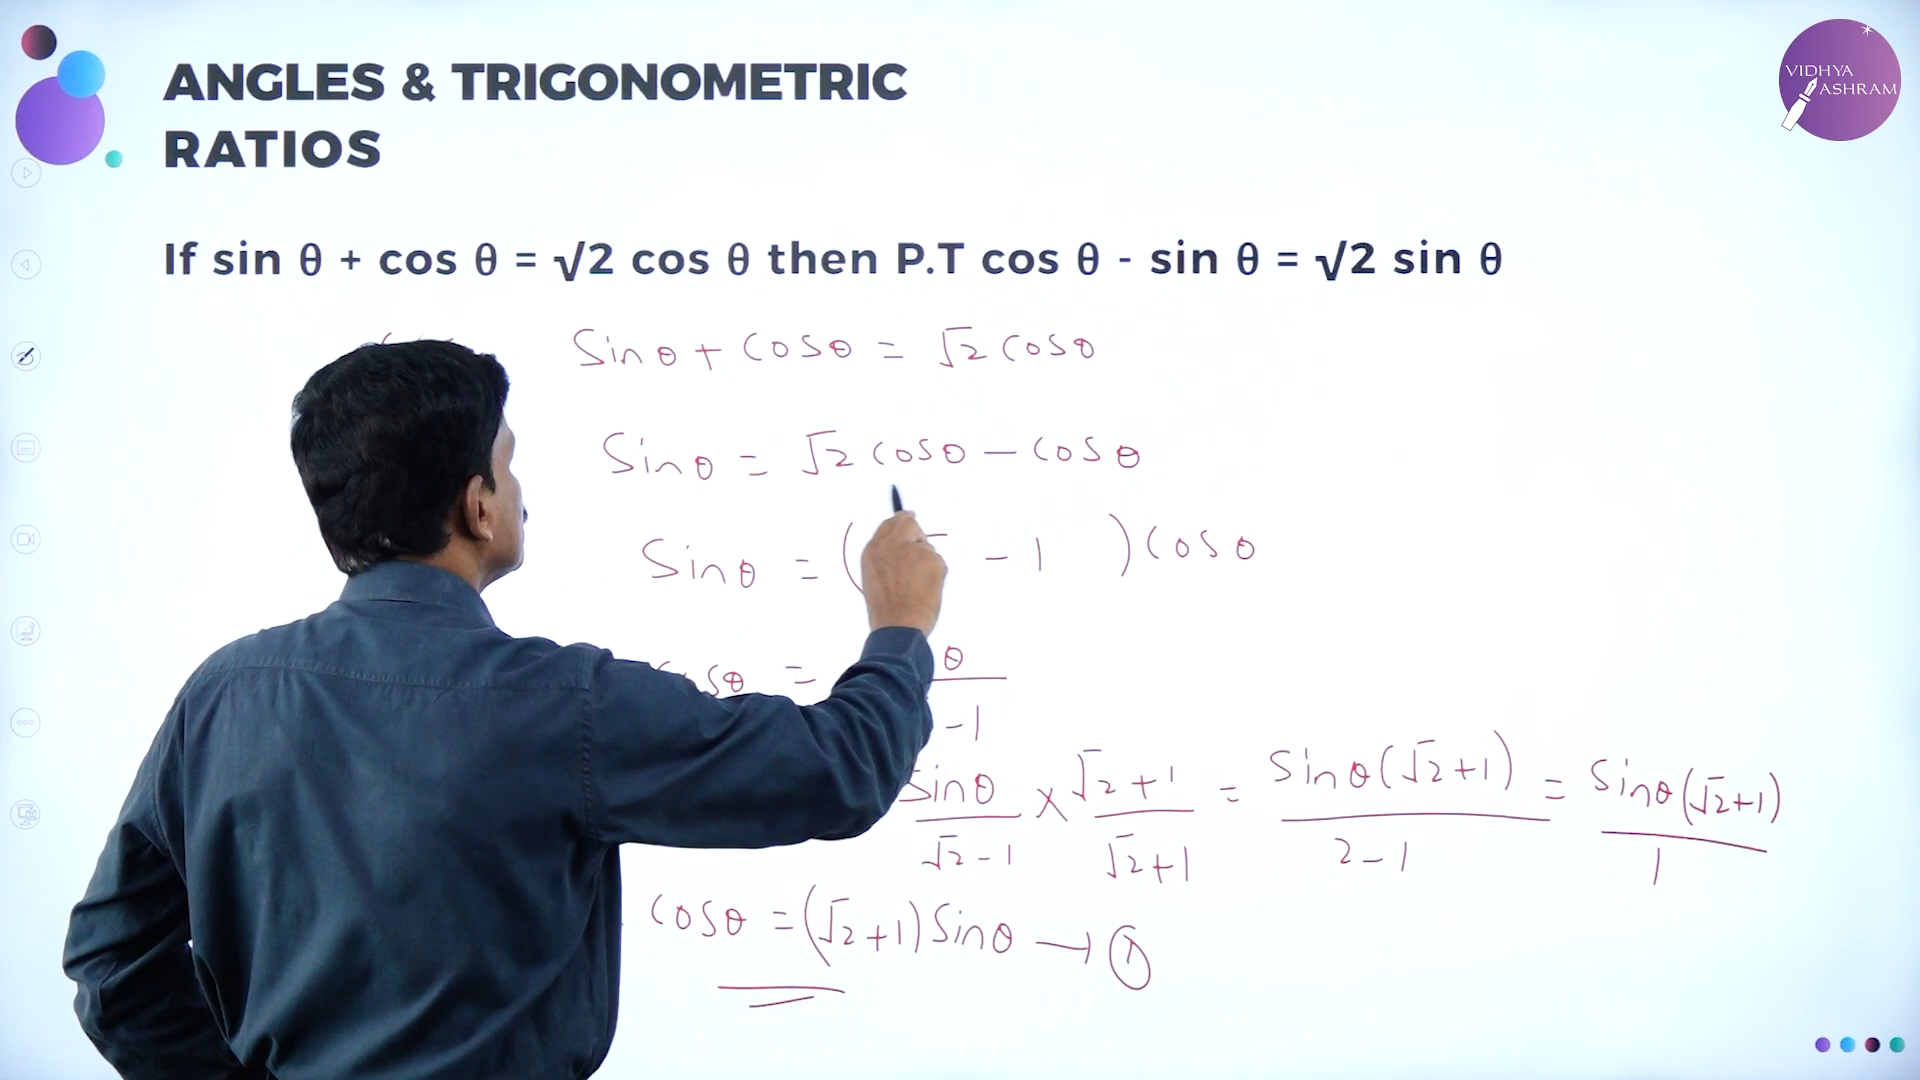 ANGLES & TRIGONOMETRIC
RATIOS
VIDHYA
ASHRAM
If sin θ + cos θ = √2 cos θ then P.T cos θ - sin θ = √2 sin θ
Sinθ + cosθ = √2 cosθ
Sinθ = √2 cosθ − cosθ
Sinθ = ( − 1 ) cosθ
θ
= −1
sinθ/√2−1 × √2+1/√2+1 = sinθ(√2+1)/2−1 = sinθ(√2+1)/1
cosθ = (√2+1) Sinθ → ①